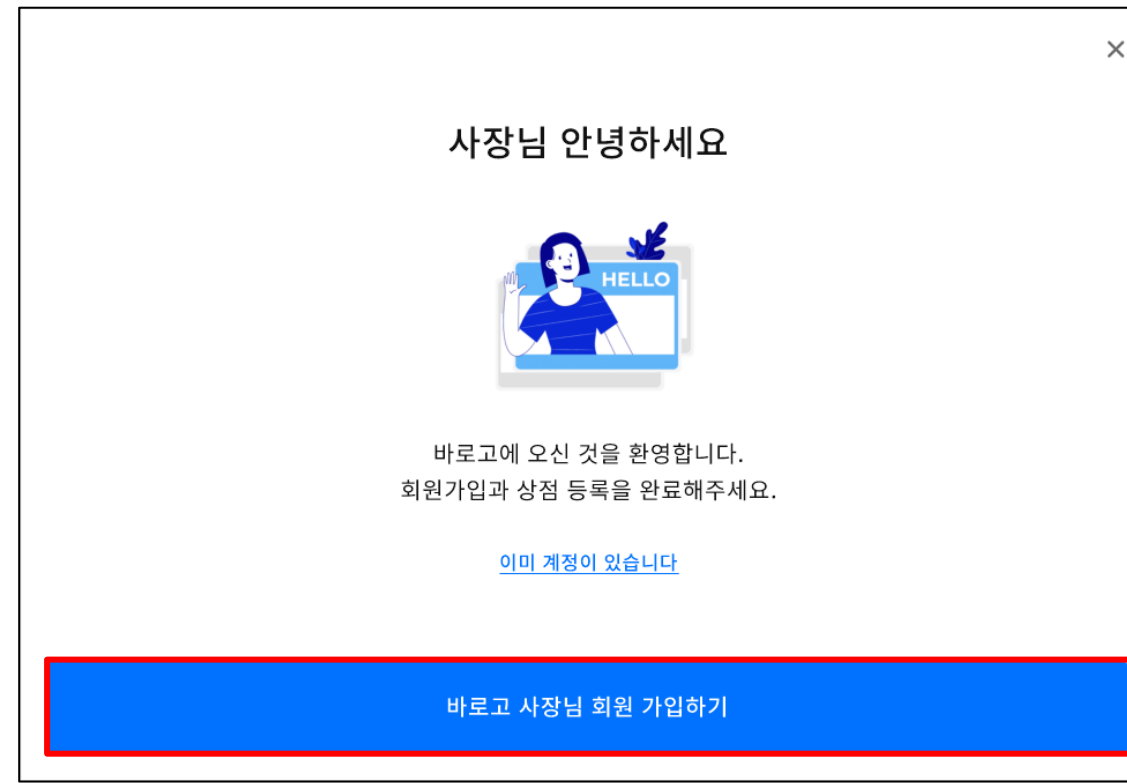 사장님 안녕하세요
HELLO
바로고에 오신 것을 환영합니다.
회원가입과 상점 등록을 완료해주세요.
이미 계정이 있습니다
바로고 사장님 회원 가입하기